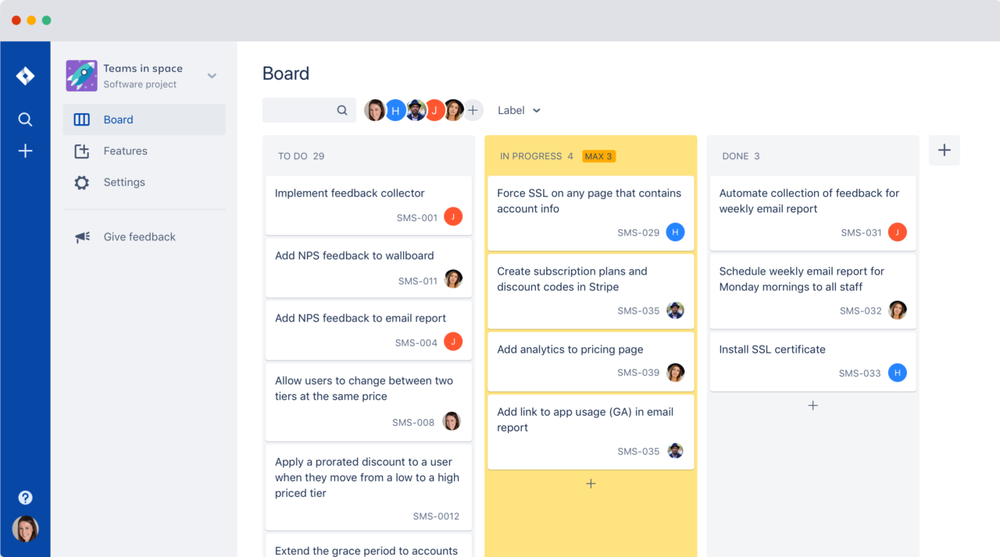 Teams in space
Software project
Board
Features
Settings
Give feedback
Board
H
J
Label
TO DO 29
Implement feedback collector
SMS-001
J
Add NPS feedback to wallboard
SMS-011
Add NPS feedback to email report
SMS-004
J
Allow users to change between two
tiers at the same price
SMS-008
Apply a prorated discount to a user
when they move from a low to a high
priced tier
SMS-0012
Extend the grace period to accounts
IN PROGRESS 4 MAX 3
Force SSL on any page that contains
account info
SMS-029
H
Create subscription plans and
discount codes in Stripe
SMS-035
Add analytics to pricing page
SMS-039
Add link to app usage (GA) in email
report
SMS-035
DONE 3
Automate collection of feedback for
weekly email report
SMS-031
J
Schedule weekly email report for
Monday mornings to all staff
SMS-032
Install SSL certificate
SMS-033
H